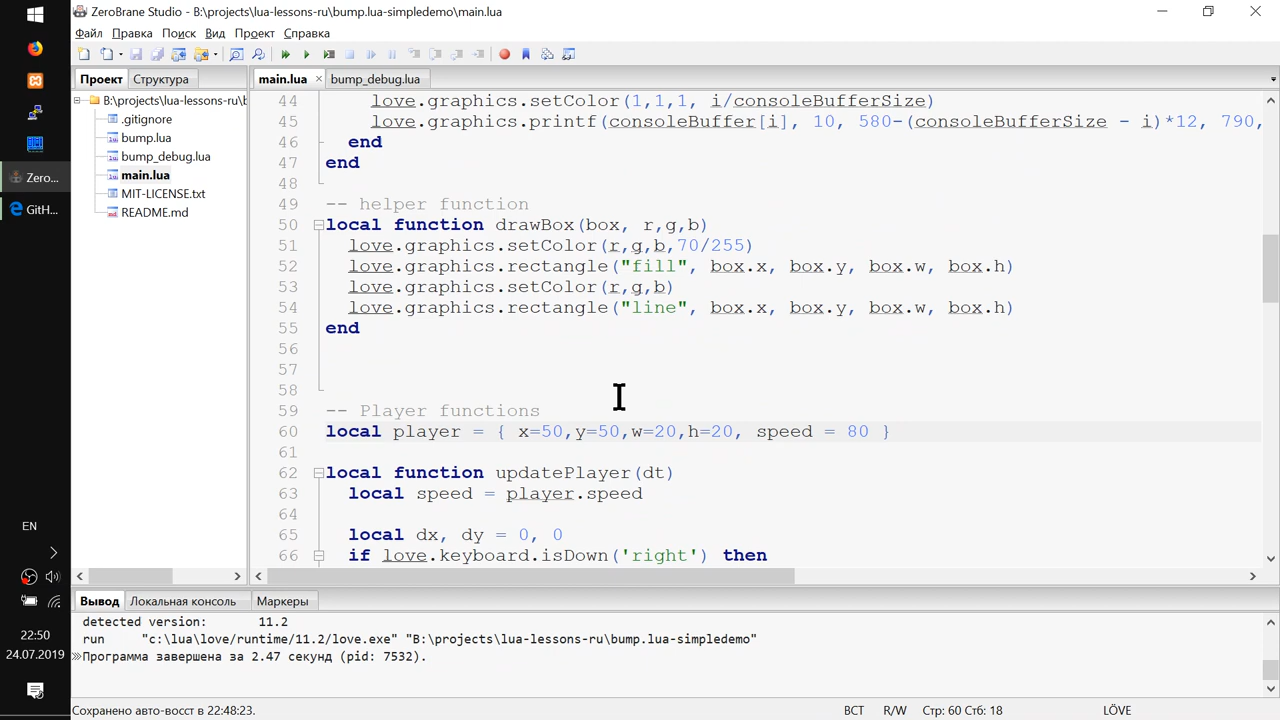 ZeroBrane Studio - B:\projects\lua-lessons-ru\bump.lua-simpledemo\main.lua
Файл Правка Поиск Вид Проект Справка
Проект Структура
main.lua bump_debug.lua
B:\projects\lua-lessons-ru\b
.gitignore
bump.lua
bump_debug.lua
main.lua
MIT-LICENSE.txt
README.md
44 love.graphics.setColor(1,1,1, i/consoleBufferSize)
45 love.graphics.printf(consoleBuffer[i], 10, 580-(consoleBufferSize - i)*12, 790,
46 end
47 end
48
49 -- helper function
50 local function drawBox(box, r,g,b)
51 love.graphics.setColor(r,g,b,70/255)
52 love.graphics.rectangle("fill", box.x, box.y, box.w, box.h)
53 love.graphics.setColor(r,g,b)
54 love.graphics.rectangle("line", box.x, box.y, box.w, box.h)
55 end
56
57
58
59 -- Player functions
60 local player = { x=50,y=50,w=20,h=20, speed = 80 }
61
62 local function updatePlayer(dt)
63 local speed = player.speed
64
65 local dx, dy = 0, 0
66 if love.keyboard.isDown('right') then
Вывод Локальная консоль Маркеры
detected version: 11.2
run "c:\lua\love/runtime/11.2/love.exe" "B:\projects\lua-lessons-ru\bump.lua-simpledemo"
Программа завершена за 2.47 секунд (pid: 7532).
Сохранено авто-восст в 22:48:23. ВСТ R/W Стр: 60 Стб: 18 LÖVE
Zero...
GitH...
EN
22:50
24.07.2019